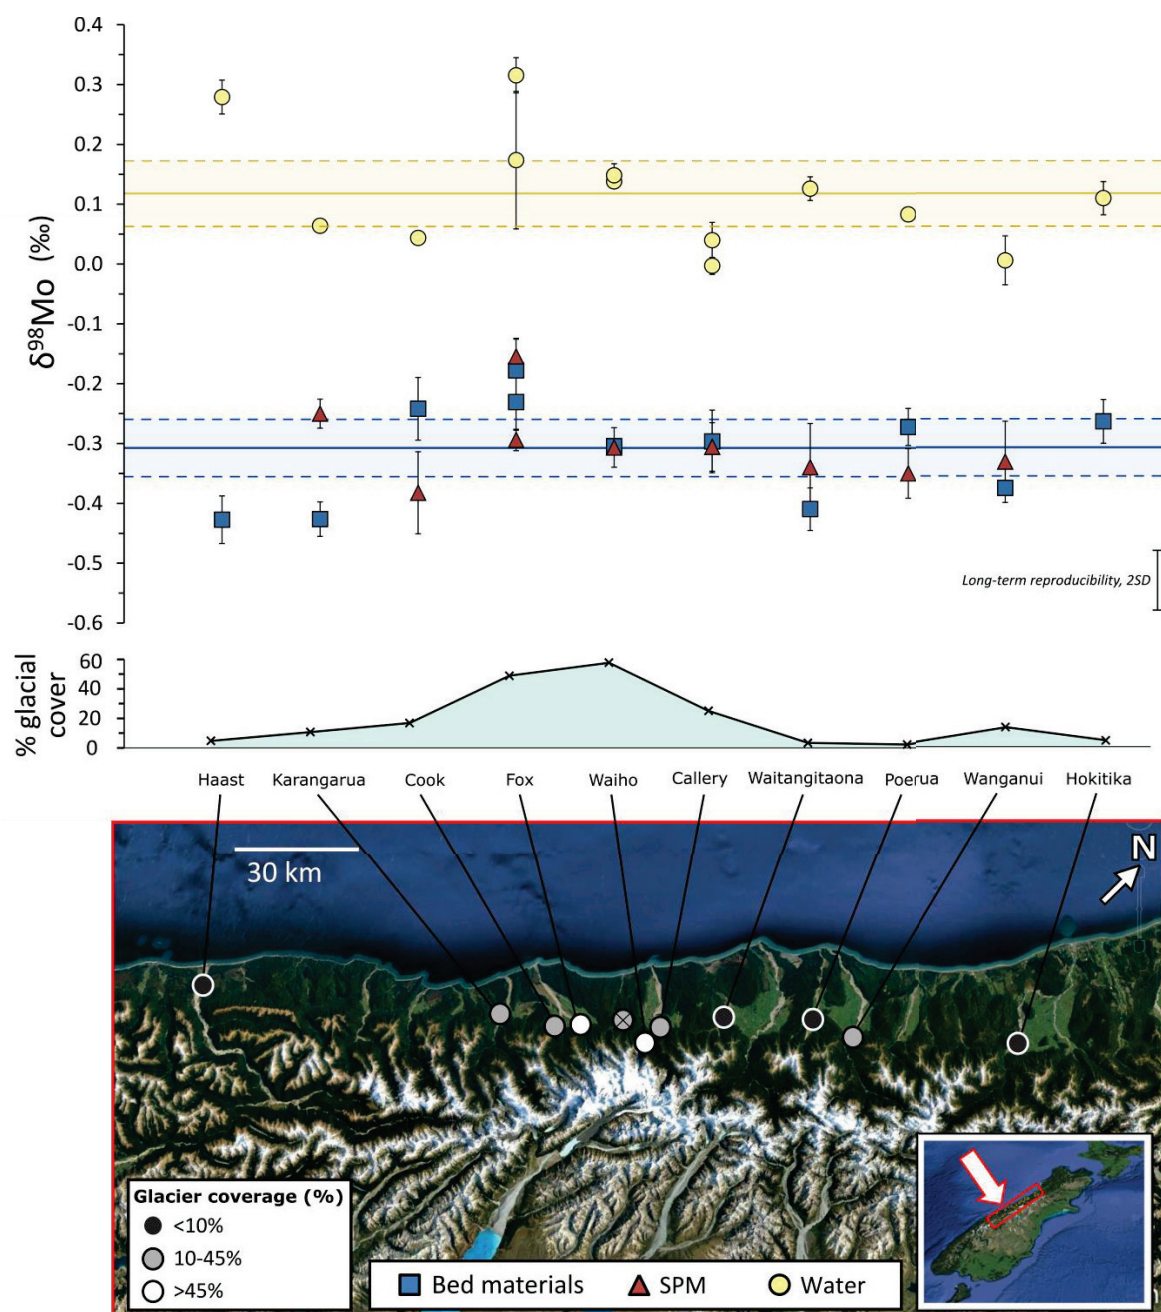 0.4
0.3
0.2
0.1
0.0
-0.1
-0.2
-0.3
-0.4
-0.5
-0.6
δ⁹⁸Mo (‰)
Long-term reproducibility, 2SD
60
40
20
0
% glacial
cover
Haast Karangarua Cook Fox Waiho Callery Waitangitaona Poerua Wanganui Hokitika
30 km
N
Glacier coverage (%)
<10%
10-45%
>45%
Bed materials SPM Water